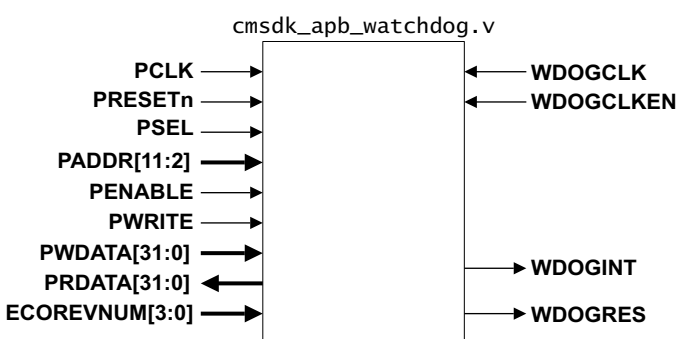 cmsdk_apb_watchdog.v
PCLK
PRESETn
PSEL
PADDR[11:2]
PENABLE
PWRITE
PWDATA[31:0]
PRDATA[31:0]
ECOREVNUM[3:0]
WDOGCLK
WDOGCLKEN
WDOGINT
WDOGRES